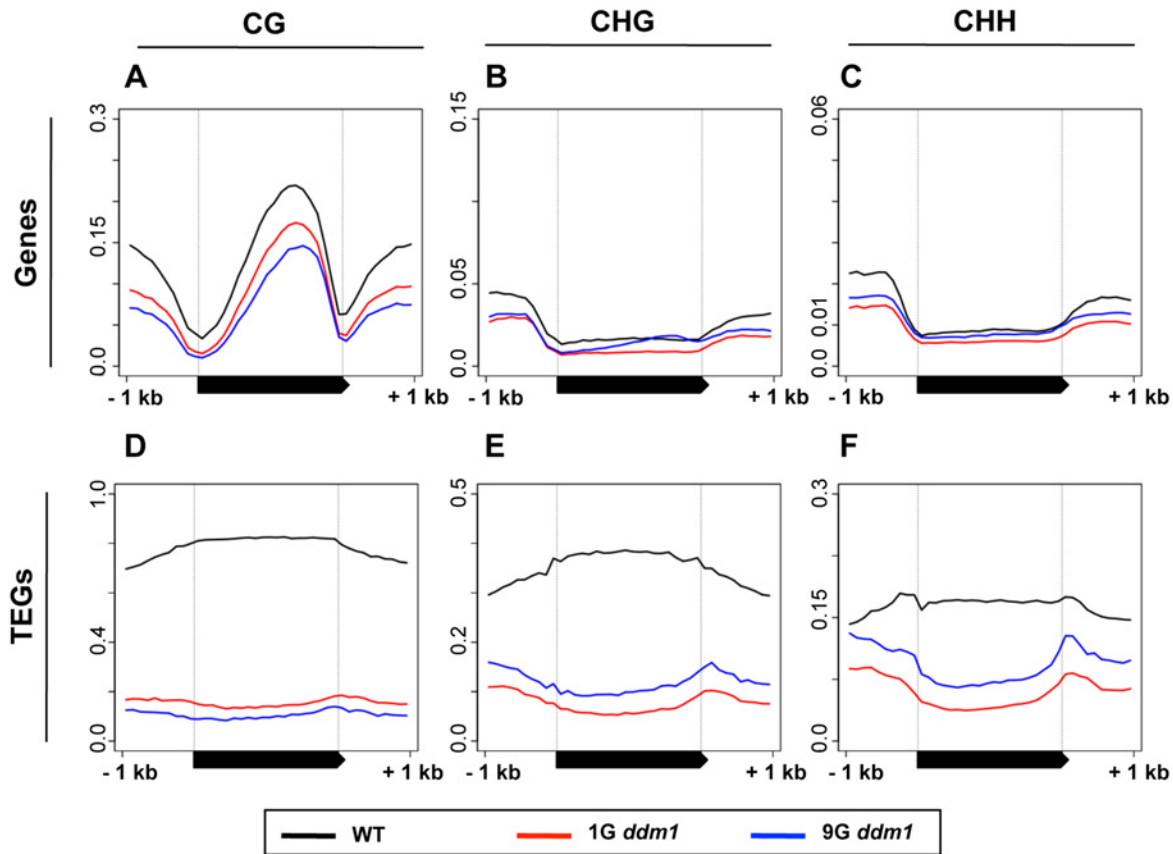 CG CHG CHH
A B C
Genes
0.3 0.15 0.0
0.15 0.05 0.0
0.06 0.01 0.0
- 1 kb + 1 kb - 1 kb + 1 kb - 1 kb + 1 kb
D E F
TEGs
1.0 0.4 0.0
0.5 0.2 0.0
0.3 0.15 0.0
- 1 kb + 1 kb - 1 kb + 1 kb - 1 kb + 1 kb
WT 1G ddm1 9G ddm1